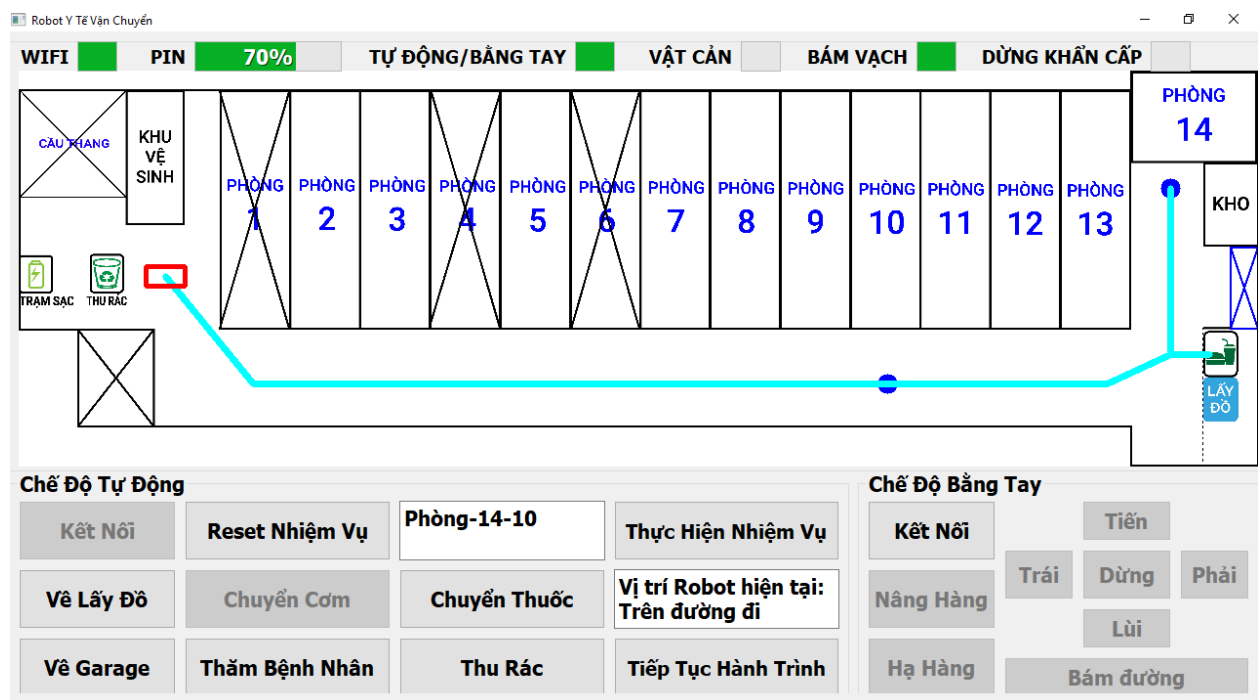 Robot Y Tế Vận Chuyển
WIFI
PIN
70%
TỰ ĐỘNG/BẰNG TAY
VẬT CẢN
BÁM VẠCH
DỪNG KHẨN CẤP
CẦU THANG
KHU
VỆ
SINH
PHÒNG
1
PHÒNG
2
PHÒNG
3
PHÒNG
4
PHÒNG
5
PHÒNG
6
PHÒNG
7
PHÒNG
8
PHÒNG
9
PHÒNG
10
PHÒNG
11
PHÒNG
12
PHÒNG
13
PHÒNG
14
KHO
TRẠM SẠC
THU RÁC
LẤY
ĐỒ
Chế Độ Tự Động
Kết Nối
Reset Nhiệm Vụ
Phòng-14-10
Thực Hiện Nhiệm Vụ
Về Lấy Đồ
Chuyển Cơm
Chuyển Thuốc
Vị trí Robot hiện tại:
Trên đường đi
Về Garage
Thăm Bệnh Nhân
Thu Rác
Tiếp Tục Hành Trình
Chế Độ Bằng Tay
Kết Nối
Tiến
Trái
Dừng
Phải
Nâng Hàng
Lùi
Hạ Hàng
Bám đường